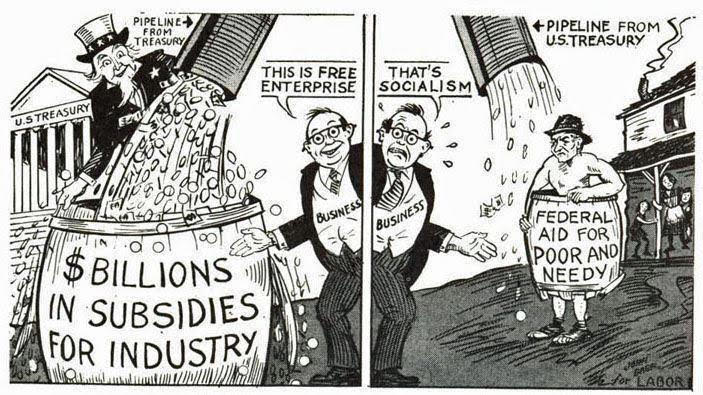 PIPELINE
FROM
TREASURY
U.S TREASURY
THIS IS FREE
ENTERPRISE
BUSINESS
$ BILLIONS
IN SUBSIDIES
FOR INDUSTRY
THAT'S
SOCIALISM
BUSINESS
PIPELINE FROM
U.S. TREASURY
FEDERAL
AID FOR
POOR AND
NEEDY
for LABOR